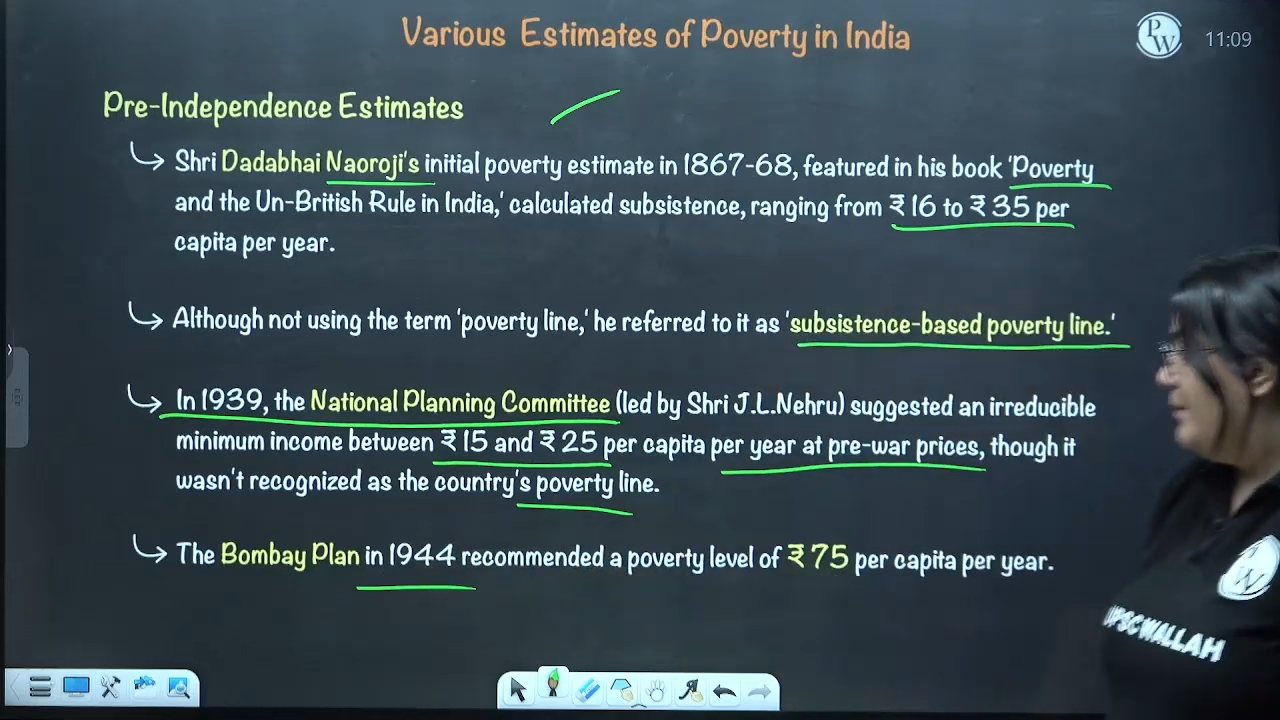 Various Estimates of Poverty in India
PW
11:09
Pre-Independence Estimates
Shri Dadabhai Naoroji's initial poverty estimate in 1867-68, featured in his book 'Poverty
and the Un-British Rule in India,' calculated subsistence, ranging from ₹16 to ₹35 per
capita per year.
Although not using the term 'poverty line,' he referred to it as 'subsistence-based poverty line.'
In 1939, the National Planning Committee (led by Shri J.L.Nehru) suggested an irreducible
minimum income between ₹15 and ₹25 per capita per year at pre-war prices, though it
wasn't recognized as the country's poverty line.
The Bombay Plan in 1944 recommended a poverty level of ₹75 per capita per year.
W
UPSCWALLAH